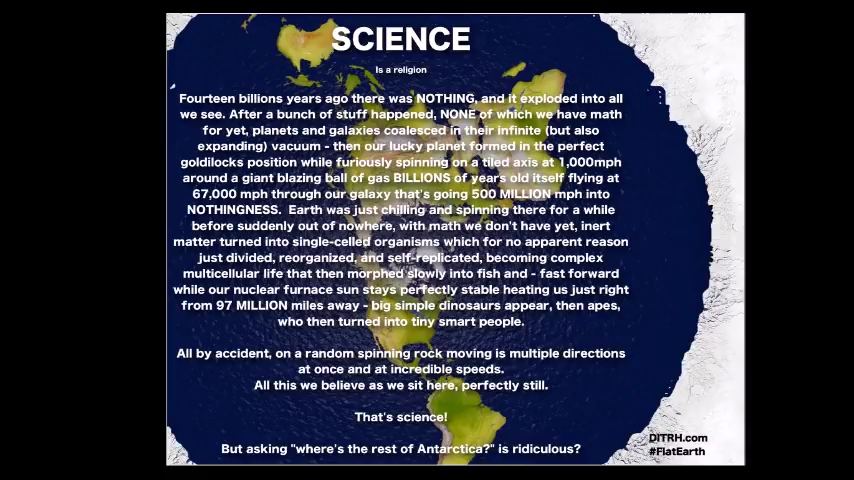 SCIENCE
Is a religion
Fourteen billions years ago there was NOTHING, and it exploded into all
we see. After a bunch of stuff happened, NONE of which we have math
for yet, planets and galaxies coalesced in their infinite (but also
expanding) vacuum - then our lucky planet formed in the perfect
goldilocks position while furiously spinning on a tiled axis at 1,000mph
around a giant blazing ball of gas BILLIONS of years old itself flying at
67,000 mph through our galaxy that's going 500 MILLION mph into
NOTHINGNESS. Earth was just chilling and spinning there for a while
before suddenly out of nowhere, with math we don't have yet, inert
matter turned into single-celled organisms which for no apparent reason
just divided, reorganized, and self-replicated, becoming complex
multicellular life that then morphed slowly into fish and - fast forward
while our nuclear furnace sun stays perfectly stable heating us just right
from 97 MILLION miles away - big simple dinosaurs appear, then apes,
who then turned into tiny smart people.
All by accident, on a random spinning rock moving is multiple directions
at once and at incredible speeds.
All this we believe as we sit here, perfectly still.
That's science!
But asking "where's the rest of Antarctica?" is ridiculous?
DITRH.com
#FlatEarth